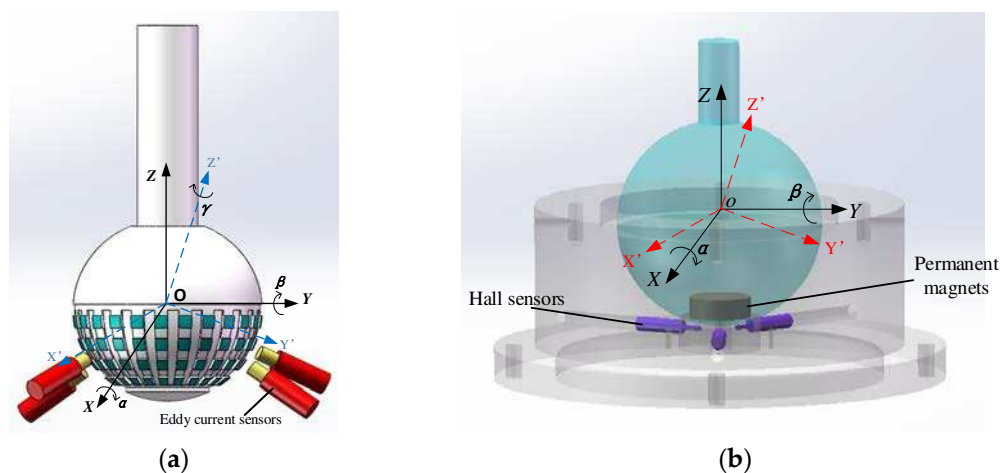 Z
Z'
γ
O
β
Y
X'
Y'
X
α
Eddy current sensors
(a)
Z
Z'
β
o
Y
X'
α
Y'
X
Hall sensors
Permanent
magnets
(b)